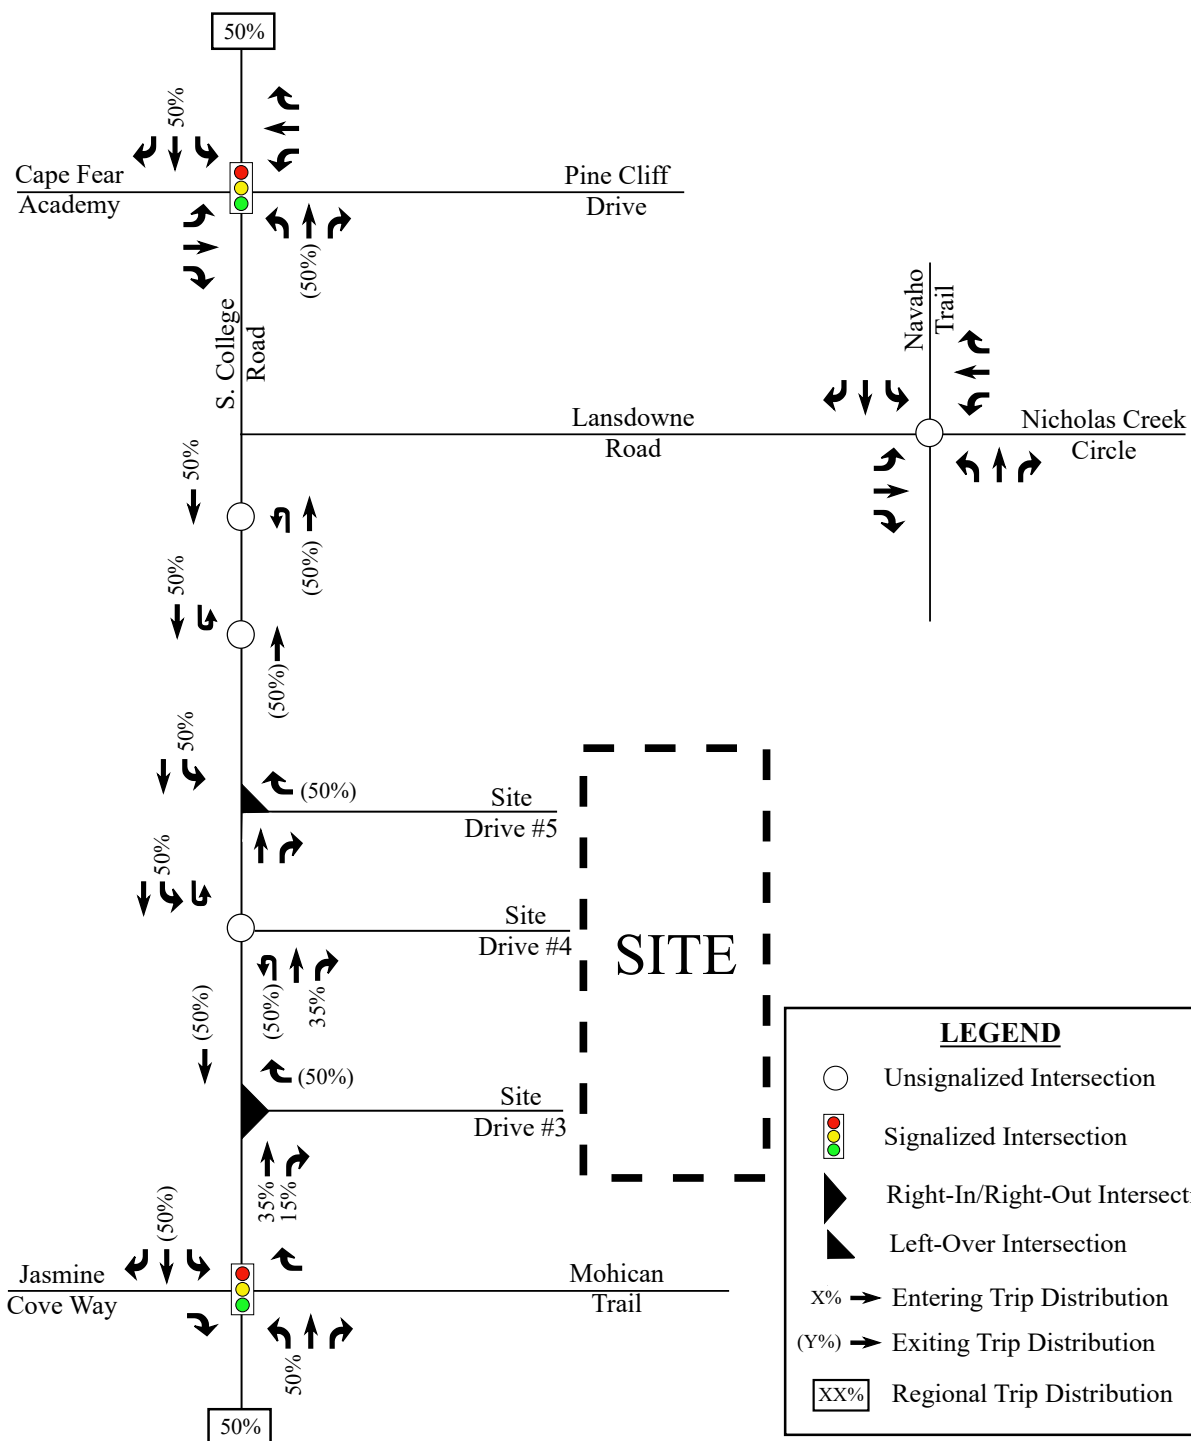 50%
50%
Cape Fear
Academy
Pine Cliff
Drive
(50%)
S. College
Road
Navaho
Trail
Lansdowne
Road
Nicholas Creek
Circle
50%
(50%)
50%
(50%)
50%
(50%)
Site
Drive #5
50%
Site
Drive #4
SITE
(50%)
(50%)
35%
(50%)
Site
Drive #3
35%
15%
(50%)
Jasmine
Cove Way
Mohican
Trail
50%
50%
LEGEND
Unsignalized Intersection
Signalized Intersection
Right-In/Right-Out Intersecti
Left-Over Intersection
X% Entering Trip Distribution
(Y%) Exiting Trip Distribution
XX% Regional Trip Distribution